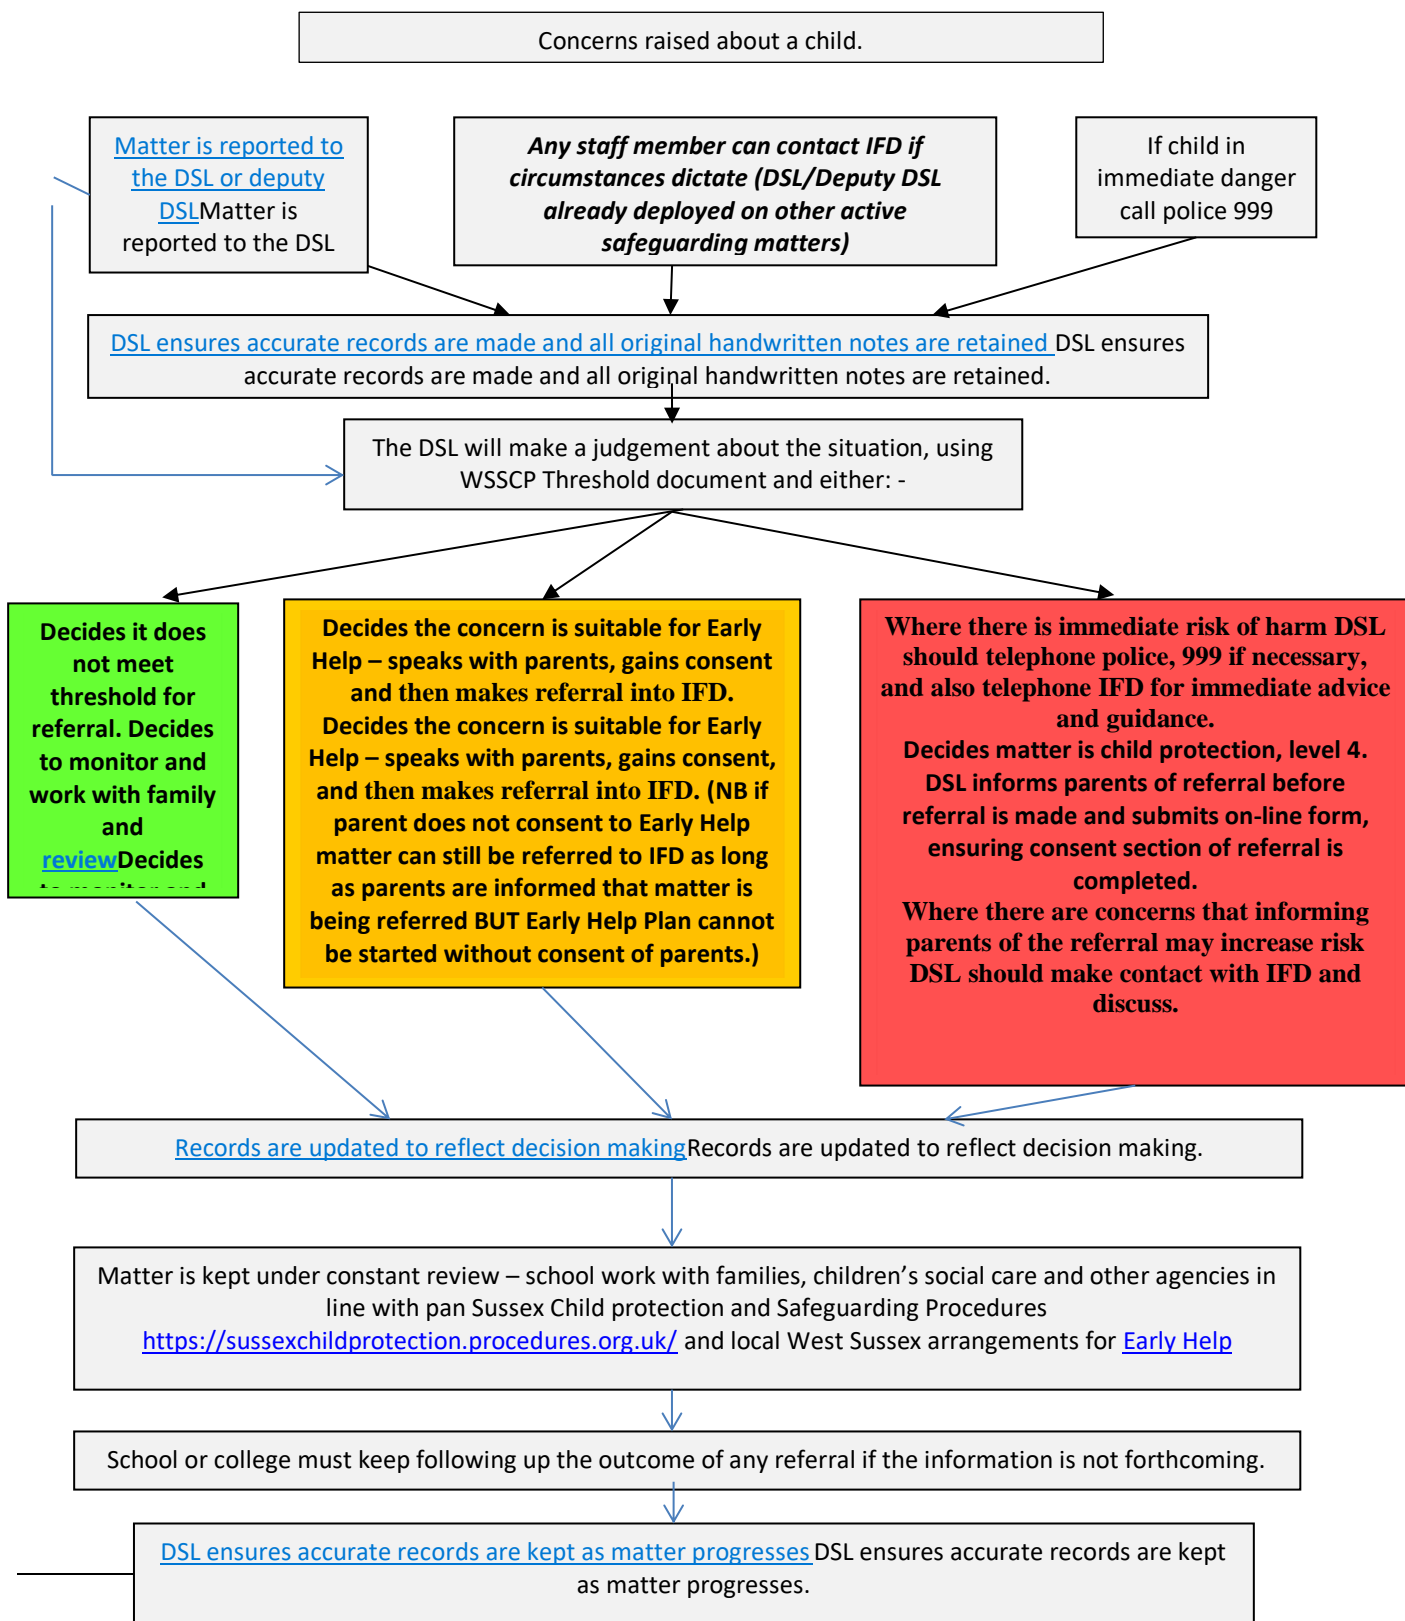 Concerns raised about a child.
Matter is reported to
the DSL or deputy
DSLMatter is
reported to the DSL
Any staff member can contact IFD if
circumstances dictate (DSL/Deputy DSL
already deployed on other active
safeguarding matters)
If child in
immediate danger
call police 999
DSL ensures accurate records are made and all original handwritten notes are retained DSL ensures
accurate records are made and all original handwritten notes are retained.
The DSL will make a judgement about the situation, using
WSSCP Threshold document and either: -
Decides it does
not meet
threshold for
referral. Decides
to monitor and
work with family
and
reviewDecides
to monitor and
Decides the concern is suitable for Early
Help – speaks with parents, gains consent
and then makes referral into IFD.
Decides the concern is suitable for Early
Help – speaks with parents, gains consent,
and then makes referral into IFD. (NB if
parent does not consent to Early Help
matter can still be referred to IFD as long
as parents are informed that matter is
being referred BUT Early Help Plan cannot
be started without consent of parents.)
Where there is immediate risk of harm DSL
should telephone police, 999 if necessary,
and also telephone IFD for immediate advice
and guidance.
Decides matter is child protection, level 4.
DSL informs parents of referral before
referral is made and submits on-line form,
ensuring consent section of referral is
completed.
Where there are concerns that informing
parents of the referral may increase risk
DSL should make contact with IFD and
discuss.
Records are updated to reflect decision makingRecords are updated to reflect decision making.
Matter is kept under constant review – school work with families, children’s social care and other agencies in
line with pan Sussex Child protection and Safeguarding Procedures
https://sussexchildprotection.procedures.org.uk/ and local West Sussex arrangements for Early Help
School or college must keep following up the outcome of any referral if the information is not forthcoming.
DSL ensures accurate records are kept as matter progresses DSL ensures accurate records are kept
as matter progresses.